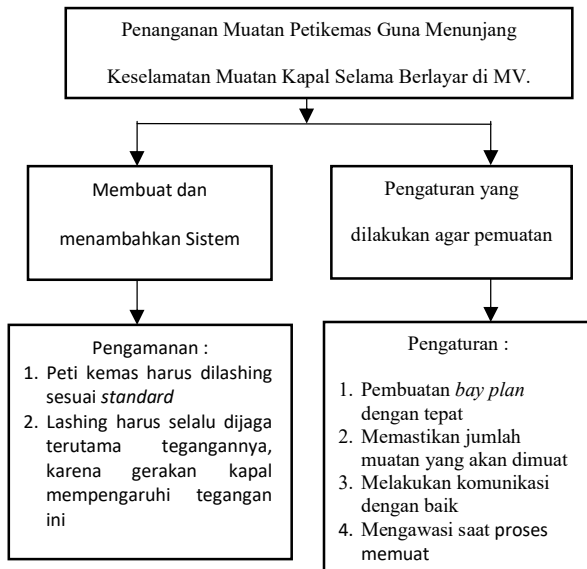 Penanganan Muatan Petikemas Guna Menunjang
Keselamatan Muatan Kapal Selama Berlayar di MV.
Membuat dan
menambahkan Sistem
Pengaturan yang
dilakukan agar pemuatan
Pengamanan :
1. Peti kemas harus dilashing
sesuai standard
2. Lashing harus selalu dijaga
terutama tegangannya,
karena gerakan kapal
mempengaruhi tegangan
ini
Pengaturan :
1. Pembuatan bay plan
dengan tepat
2. Memastikan jumlah
muatan yang akan dimuat
3. Melakukan komunikasi
dengan baik
4. Mengawasi saat proses
memuat